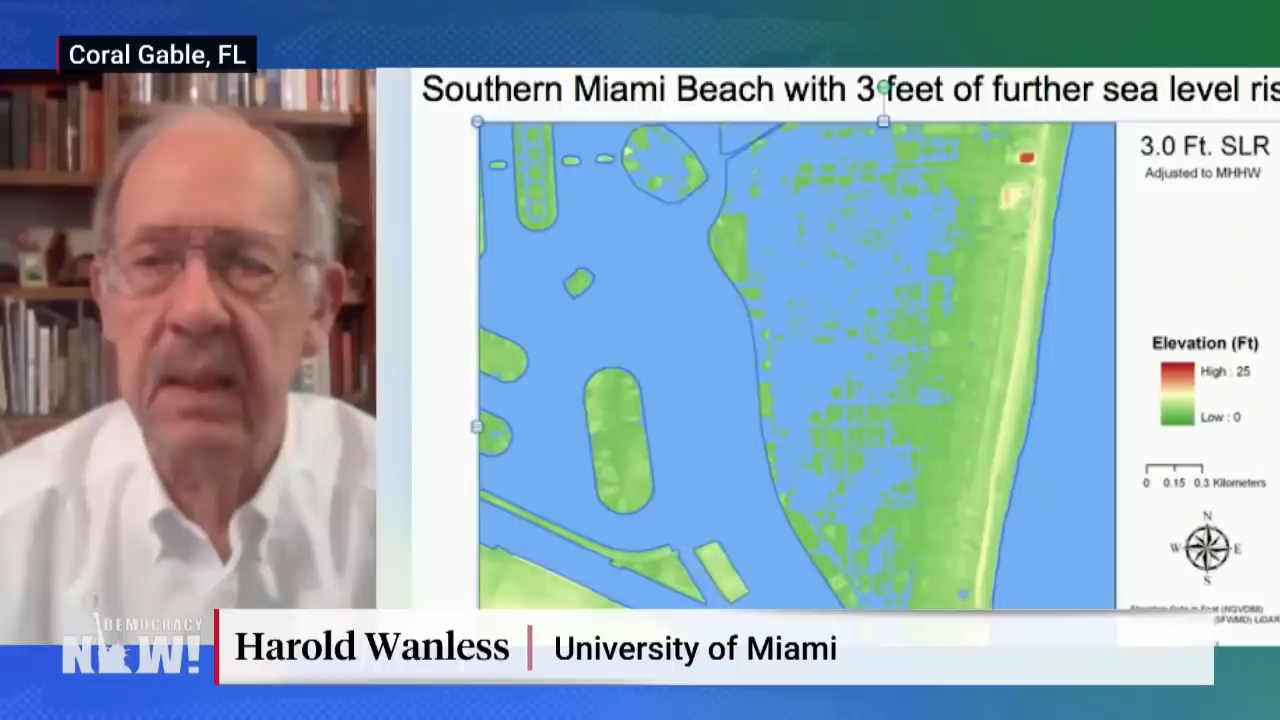 Coral Gable, FL
Southern Miami Beach with 3 feet of further sea level ris
3.0 Ft. SLR
Adjusted to MHHW
Elevation (Ft)
High : 25
Low : 0
0 0.15 0.3 Kilometers
N
W E
S
(SFWMD) LiDAR
DEMOCRACY
NOW!
Harold Wanless
University of Miami